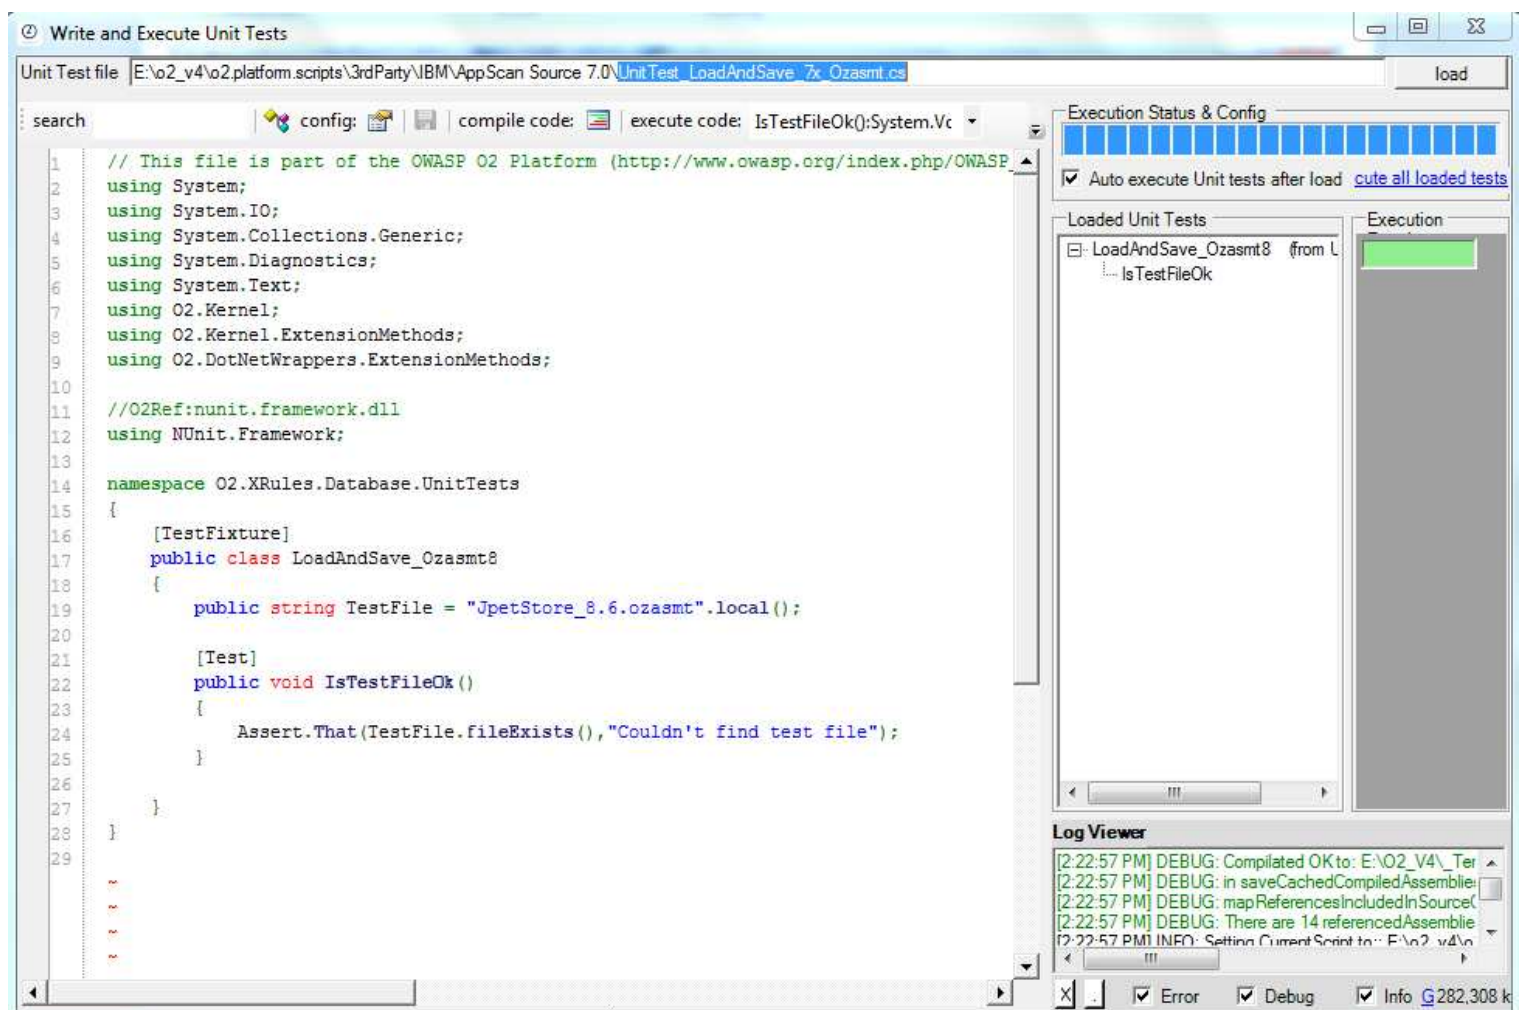 Write and Execute Unit Tests
Unit Test file E:\o2_v4\o2.platform.scripts\3rdParty\IBM\AppScan Source 7.0\UnitTest_LoadAndSave_7x_Ozasmt.cs load
search config: compile code: execute code: IsTestFileOk():System.Vc
Execution Status & Config
Auto execute Unit tests after load cute all loaded tests
Loaded Unit Tests
Execution
LoadAndSave_Ozasmt8 (from U
IsTestFileOk
1 // This file is part of the OWASP O2 Platform (http://www.owasp.org/index.php/OWASP_
2 using System;
3 using System.IO;
4 using System.Collections.Generic;
5 using System.Diagnostics;
6 using System.Text;
7 using O2.Kernel;
8 using O2.Kernel.ExtensionMethods;
9 using O2.DotNetWrappers.ExtensionMethods;
10
11 //O2Ref:nunit.framework.dll
12 using NUnit.Framework;
13
14 namespace O2.XRules.Database.UnitTests
15 {
16 [TestFixture]
17 public class LoadAndSave_Ozasmt8
18 {
19 public string TestFile = "JpetStore_8.6.ozasmt".local();
20
21 [Test]
22 public void IsTestFileOk()
23 {
24 Assert.That(TestFile.fileExists(),"Couldn't find test file");
25 }
26
27 }
28 }
29
~
~
~
~
Log Viewer
[2:22:57 PM] DEBUG: Compilated OK to: E:\O2_V4\_Ter
[2:22:57 PM] DEBUG: in saveCachedCompiledAssemblie
[2:22:57 PM] DEBUG: mapReferencesIncludedInSource
[2:22:57 PM] DEBUG: There are 14 referencedAssemblie
[2:22:57 PM] INFO: Setting CurrentScript to:: E:\o2_v4\o
X . Error Debug Info G 282,308 k